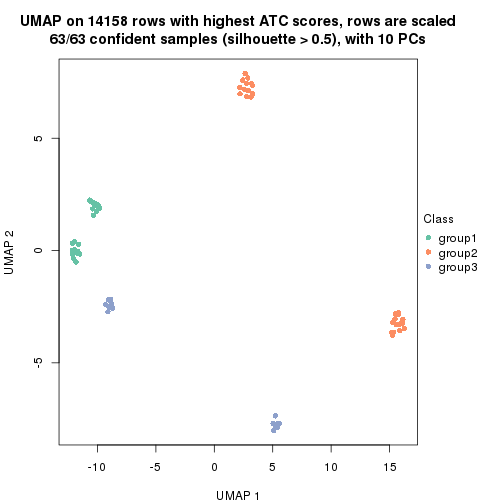 UMAP on 14158 rows with highest ATC scores, rows are scaled
63/63 confident samples (silhouette > 0.5), with 10 PCs
5
0
-5
UMAP 2
-10 -5 0 5 10 15
UMAP 1
Class
group1
group2
group3